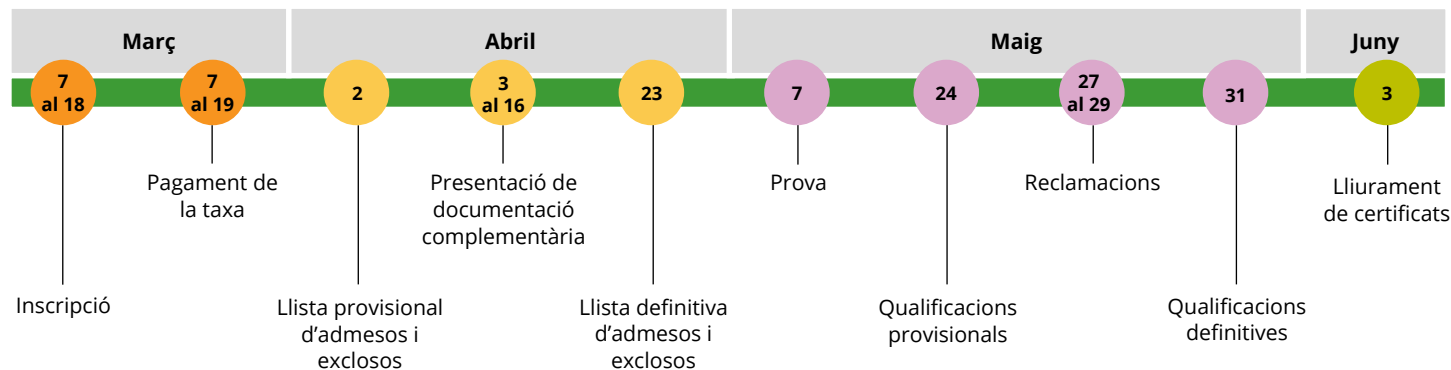 Març
Abril
Maig
Juny
7
al 18
7
al 19
2
3
al 16
23
7
24
27
al 29
31
3
Pagament de
la taxa
Presentació de
documentació
complementària
Prova
Reclamacions
Lliurament
de certificats
Inscripció
Llista provisional
d'admesos i
exclosos
Llista definitiva
d'admesos i
exclosos
Qualificacions
provisionals
Qualificacions
definitives